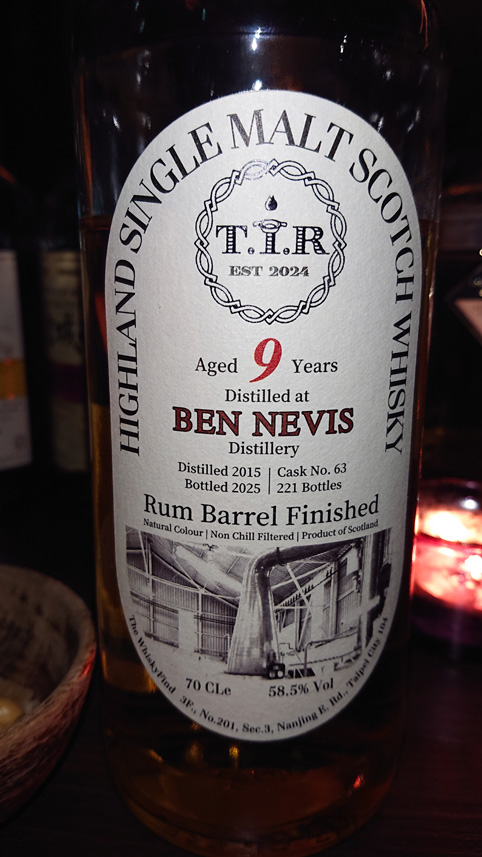 HIGHLAND SINGLE MALT SCOTCH WHISKY
T.I.R
EST 2024
Aged 9 Years
Distilled at
BEN NEVIS
Distillery
Distilled 2015 | Cask No. 63
Bottled 2025 | 221 Bottles
Rum Barrel Finished
Natural Colour | Non Chill Filtered | Product of Scotland
70 CLe 58.5% Vol
The WhiskyFind 3F., No.201, Sec.3, Nanjing E. Rd., Taipei City 104